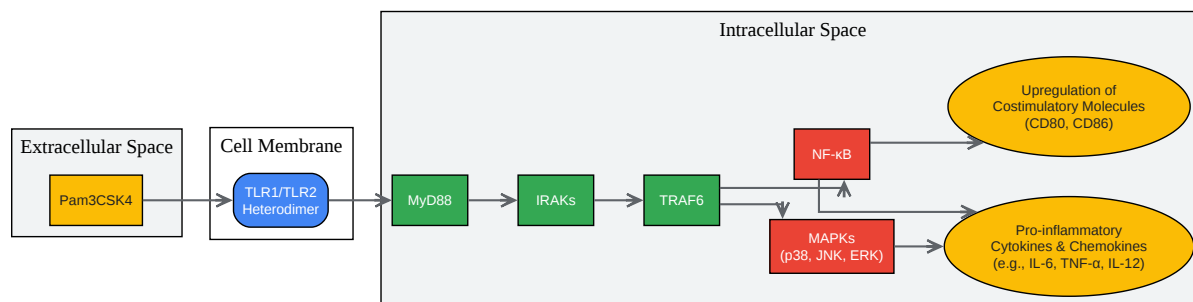 Intracellular Space
Upregulation of
Costimulatory Molecules
(CD80, CD86)
Extracellular Space
Cell Membrane
NF-κB
Pam3CSK4
TLR1/TLR2
Heterodimer
MyD88
IRAKs
TRAF6
MAPKs
(p38, JNK, ERK)
Pro-inflammatory
Cytokines & Chemokines
(e.g., IL-6, TNF-α, IL-12)